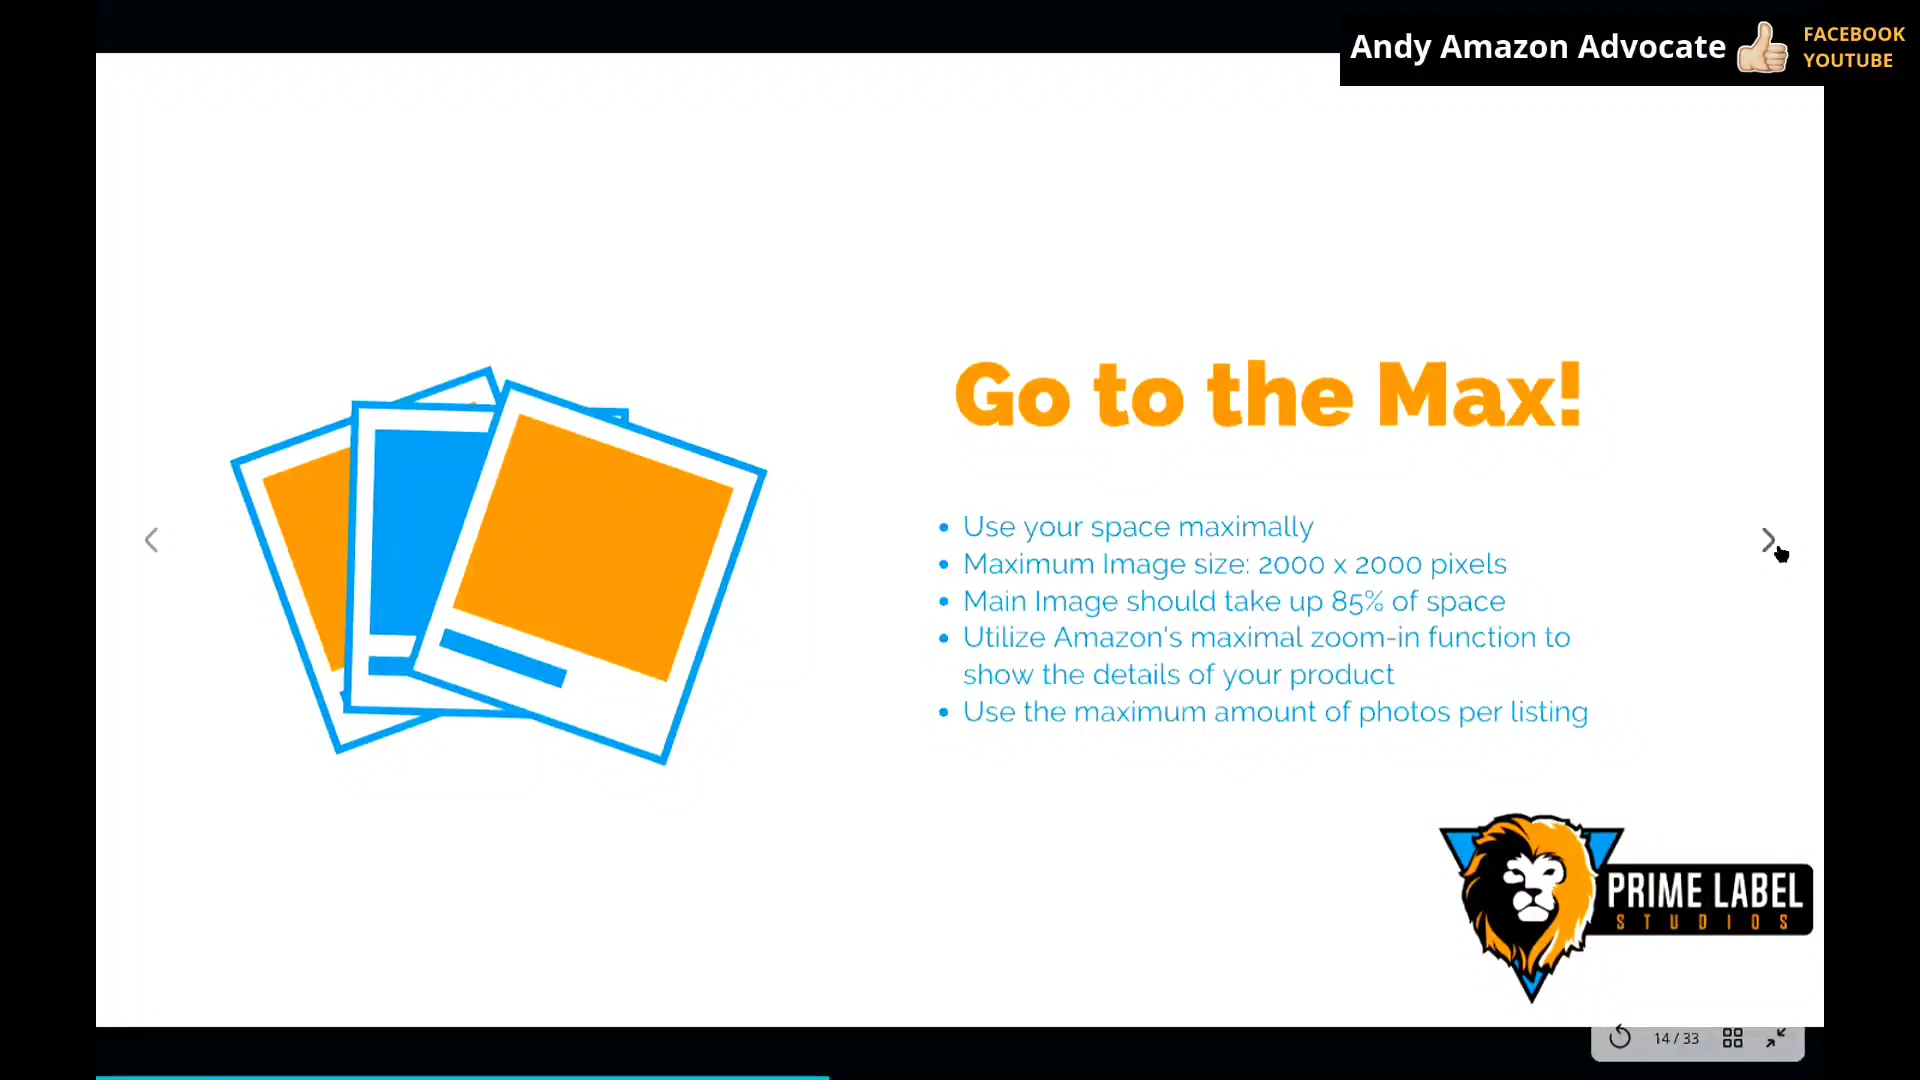 Andy Amazon Advocate
FACEBOOK
YOUTUBE
Go to the Max!
• Use your space maximally
• Maximum Image size: 2000 x 2000 pixels
• Main Image should take up 85% of space
• Utilize Amazon's maximal zoom-in function to
show the details of your product
• Use the maximum amount of photos per listing
PRIME LABEL
STUDIOS
14 / 33